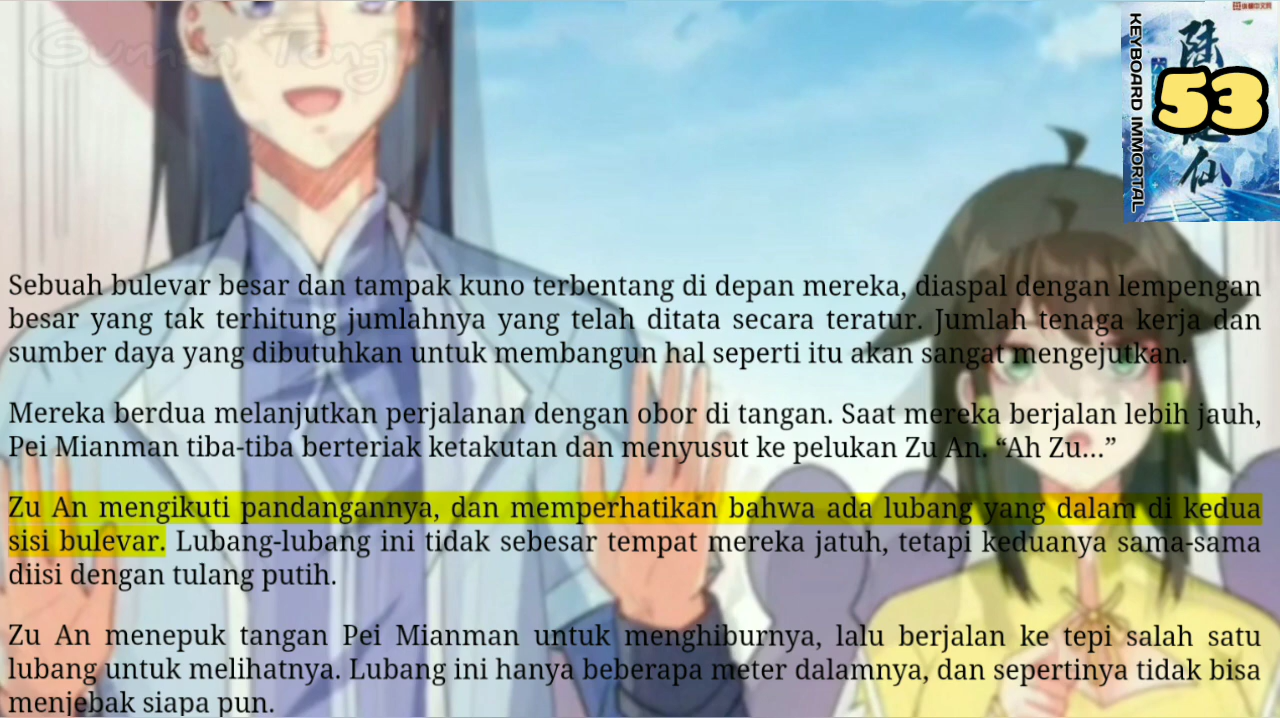 Guman Tong
KEYBOARD IMMORTAL
53
仙
Sebuah bulevar besar dan tampak kuno terbentang di depan mereka, diaspal dengan lempengan
besar yang tak terhitung jumlahnya yang telah ditata secara teratur. Jumlah tenaga kerja dan
sumber daya yang dibutuhkan untuk membangun hal seperti itu akan sangat mengejutkan.
Mereka berdua melanjutkan perjalanan dengan obor di tangan. Saat mereka berjalan lebih jauh,
Pei Mianman tiba-tiba berteriak ketakutan dan menyusut ke pelukan Zu An. “Ah Zu...”
Zu An mengikuti pandangannya, dan memperhatikan bahwa ada lubang yang dalam di kedua
sisi bulevar. Lubang-lubang ini tidak sebesar tempat mereka jatuh, tetapi keduanya sama-sama
diisi dengan tulang putih.
Zu An menepuk tangan Pei Mianman untuk menghiburnya, lalu berjalan ke tepi salah satu
lubang untuk melihatnya. Lubang ini hanya beberapa meter dalamnya, dan sepertinya tidak bisa
menjebak siapa pun.